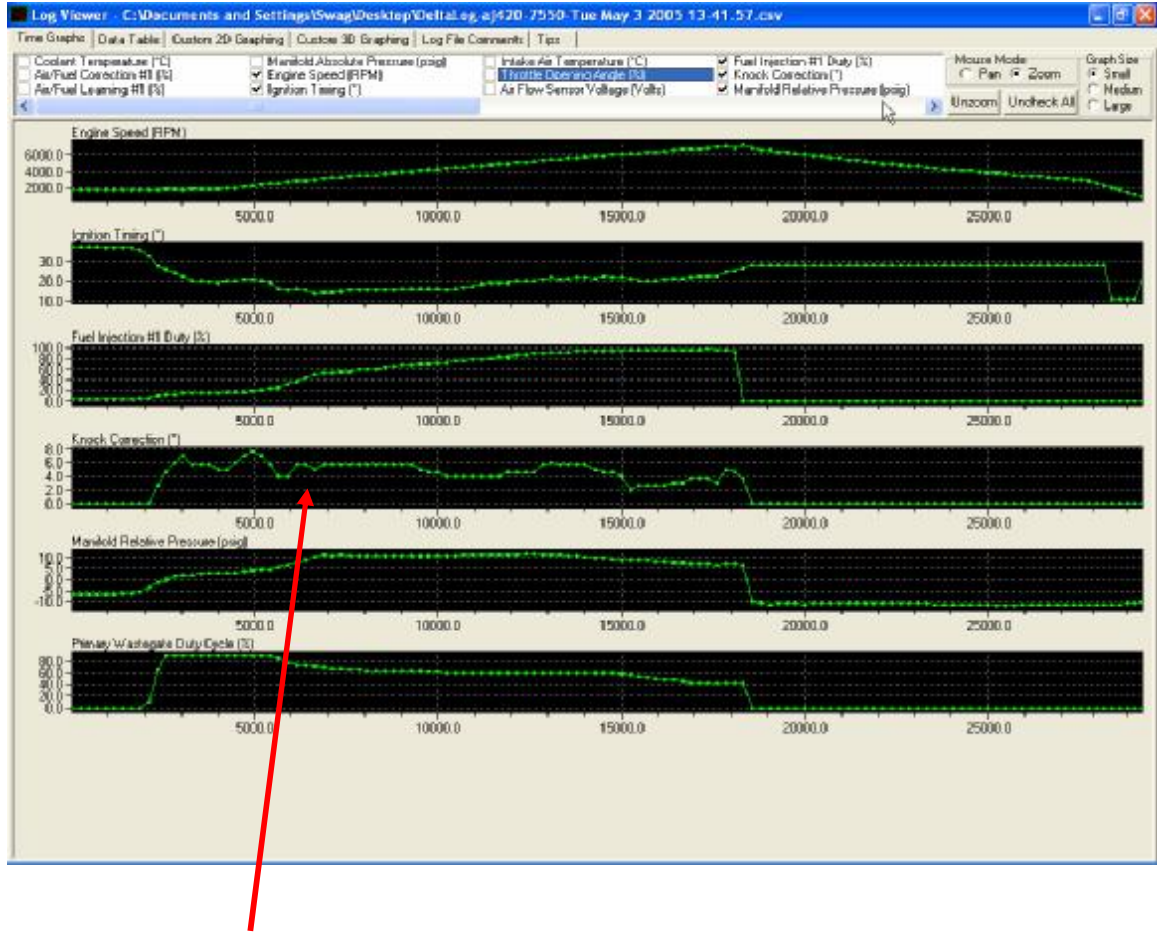 Log Viewer - C:\Documents and Settings\Swag\Desktop\DeltaLog-aj420-7550-Tue May 3 2005 13-41.57.csv
Time Graphs Data Table Custom 2D Graphing Custom 3D Graphing Log File Comments Tips
Coolant Temperature (°C) Manifold Absolute Pressure (psig) Intake Air Temperature (°C) Fuel Injection #1 Duty (%) Mouse Mode Graph Size
Air/Fuel Correction #1 (%) Engine Speed (RPM) Throttle Opening Angle (%) Knock Correction (°) Pan Zoom Small
Air/Fuel Learning #1 (%) Ignition Timing (°) Air Flow Sensor Voltage (Volts) Manifold Relative Pressure (psig) Medium
Unzoom Uncheck All Large
Engine Speed (RPM)
6000.0
4000.0
2000.0
5000.0 10000.0 15000.0 20000.0 25000.0
Ignition Timing (°)
30.0
20.0
10.0
5000.0 10000.0 15000.0 20000.0 25000.0
Fuel Injection #1 Duty (%)
100.0
80.0
20.0
0.0
5000.0 10000.0 15000.0 20000.0 25000.0
Knock Correction (°)
8.0
6.0
4.0
2.0
0.0
5000.0 10000.0 15000.0 20000.0 25000.0
Manifold Relative Pressure (psig)
10.0
5.0
0.0
-10.0
5000.0 10000.0 15000.0 20000.0 25000.0
Primary Wastegate Duty Cycle (%)
80.0
60.0
40.0
20.0
0.0
5000.0 10000.0 15000.0 20000.0 25000.0